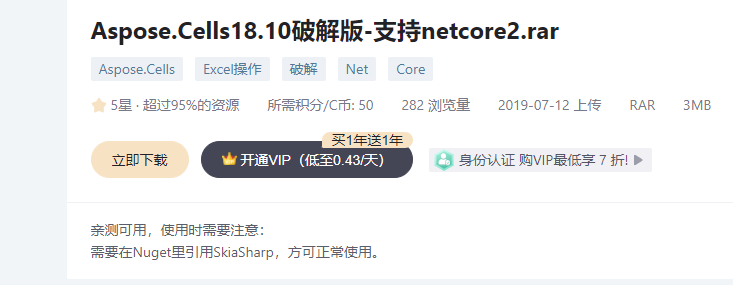 Aspose.Cells18.10破解版-支持netcore2.rar
Aspose.Cells Excel操作 破解 Net Core
5星 · 超过95%的资源 所需积分/C币: 50 282 浏览量 2019-07-12 上传 RAR 3MB
买1年送1年
立即下载 开通VIP（低至0.43/天） 身份认证 购VIP最低享 7 折!
亲测可用，使用时需要注意：
需要在Nuget里引用SkiaSharp，方可正常使用。